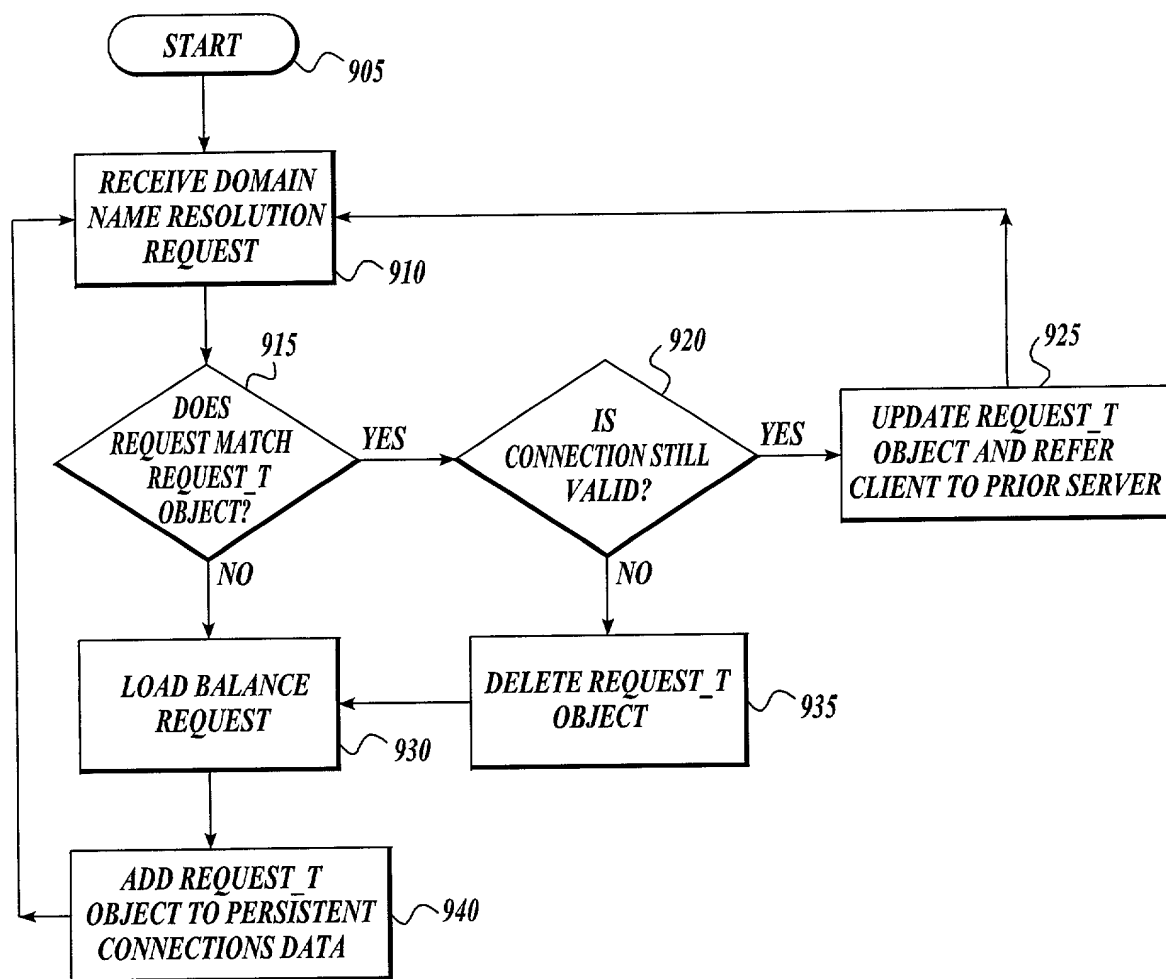 START
905
RECEIVE DOMAIN
NAME RESOLUTION
REQUEST
910
915
DOES
REQUEST MATCH
REQUEST_T
OBJECT?
YES
NO
920
IS
CONNECTION STILL
VALID?
YES
NO
925
UPDATE REQUEST_T
OBJECT AND REFER
CLIENT TO PRIOR SERVER
LOAD BALANCE
REQUEST
930
DELETE REQUEST_T
OBJECT
935
ADD REQUEST_T
OBJECT TO PERSISTENT
CONNECTIONS DATA
940